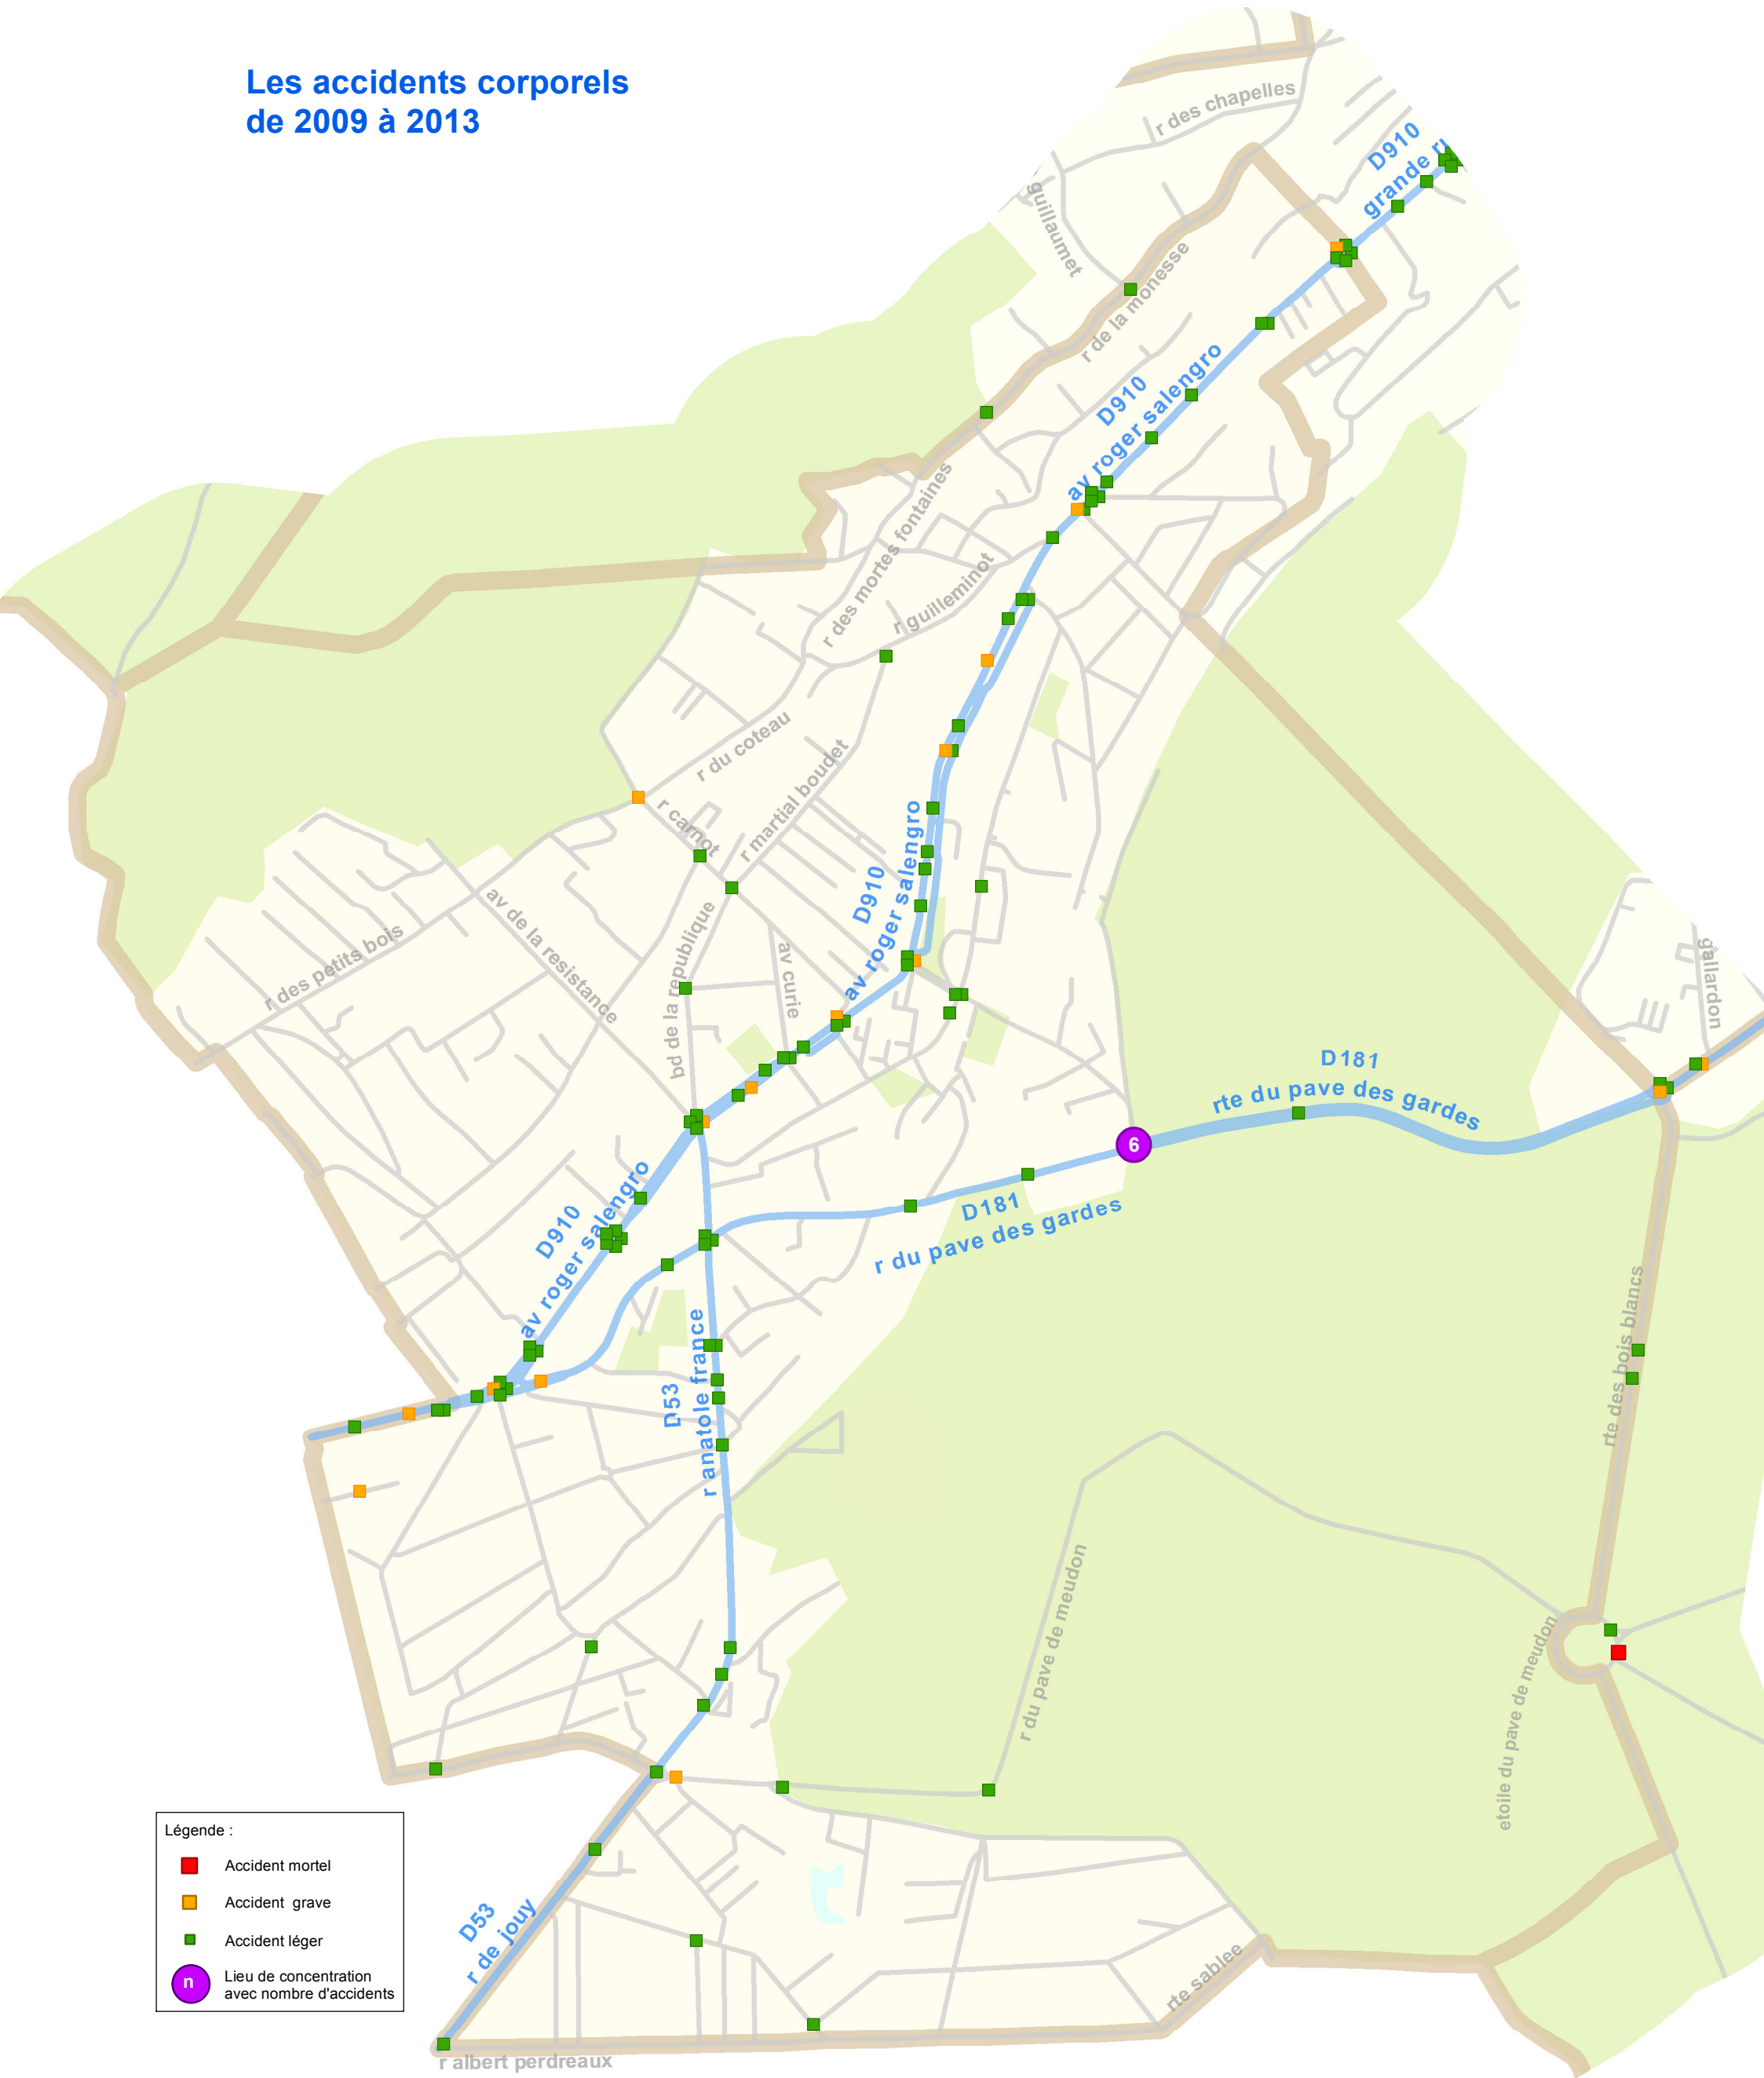 Les accidents corporels
de 2009 à 2013
r des chapelles
D910
grande ru
guillaumet
r de la monesse
D910
av roger salengro
r des mortes fontaines
r guilleminot
r du coteau
r martial boudet
r carnot
D910
av roger salengro
av de la resistance
r des petits bois
bd de la republique
av curie
gallardon
D181
rte du pave des gardes
D181
r du pave des gardes
D910
av roger salengro
6
D53
r anatole france
rte des bois blancs
r du pave de meudon
etoile du pave de meudon
Légende :
Accident mortel
Accident grave
Accident léger
n
Lieu de concentration
avec nombre d'accidents
D53
r de jouy
rte sablee
r albert perdreaux